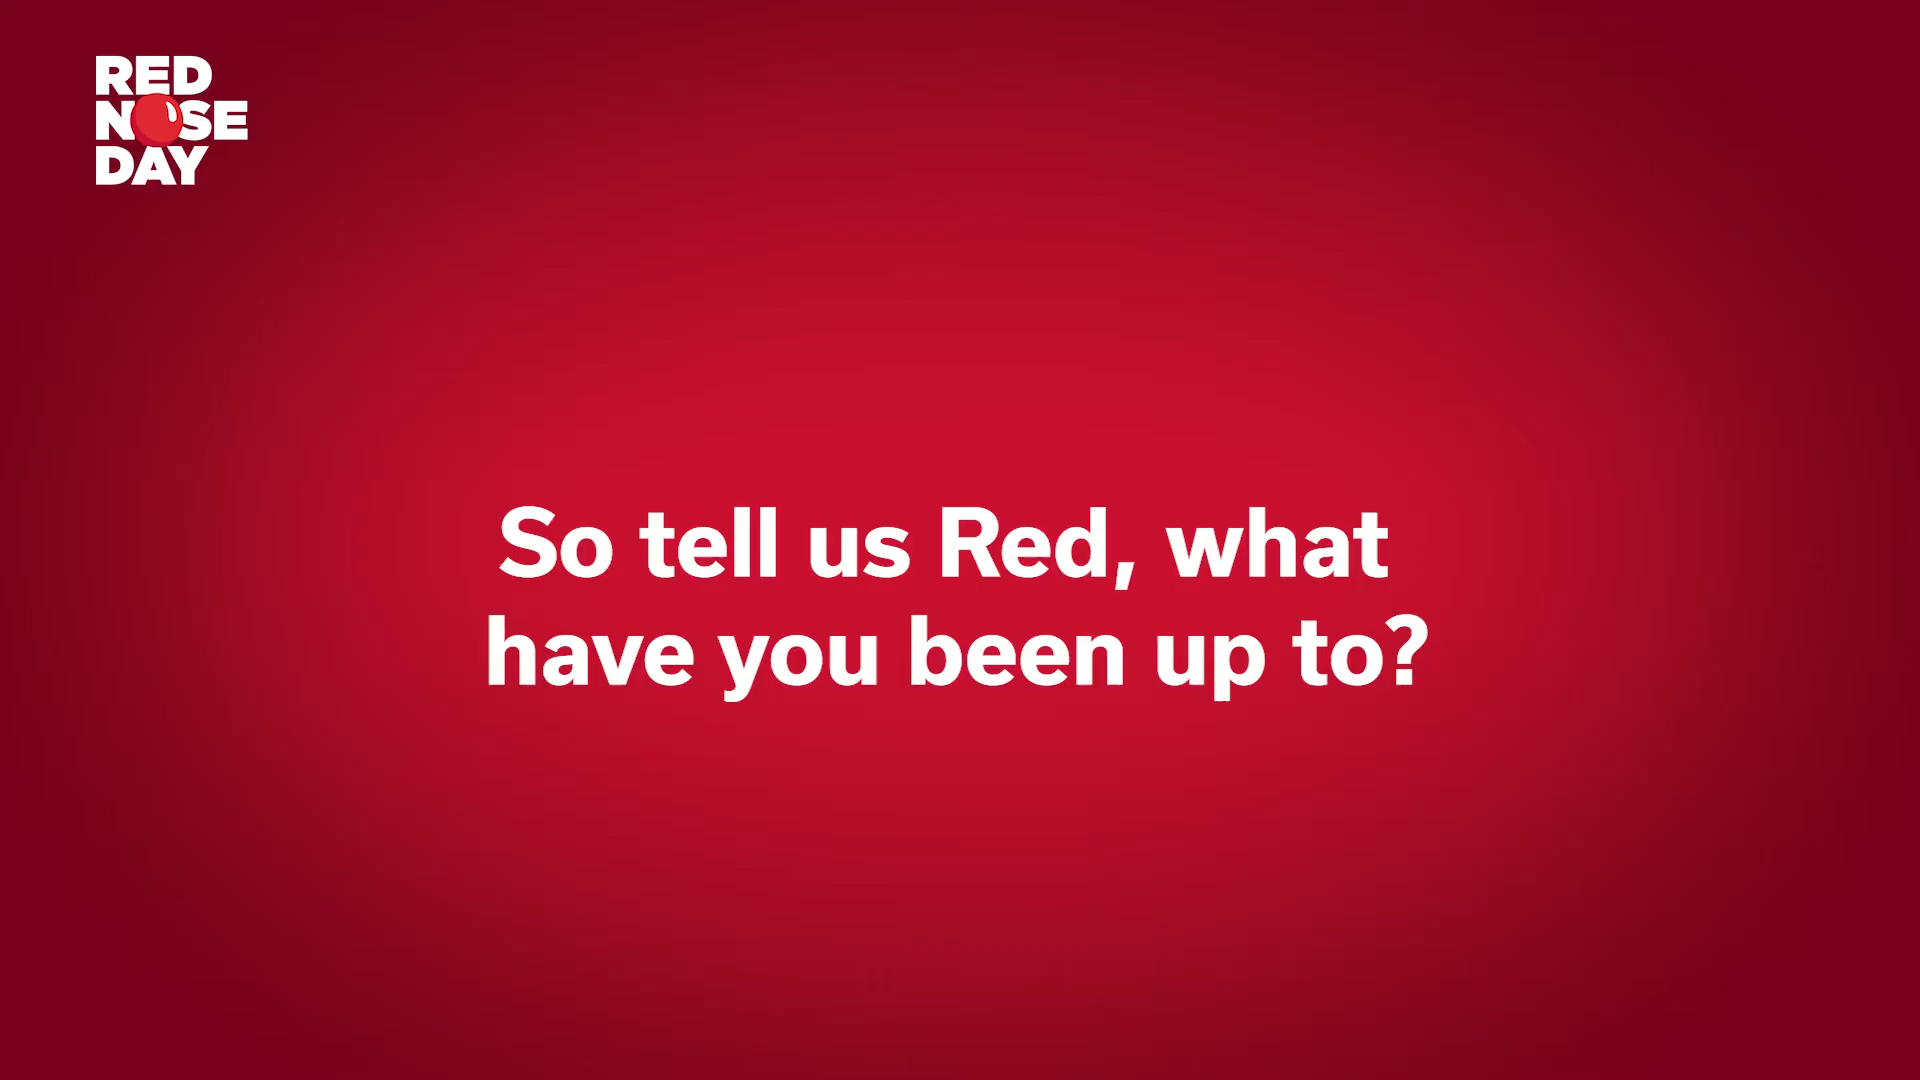 RED
NOSE
DAY
So tell us Red, what
have you been up to?